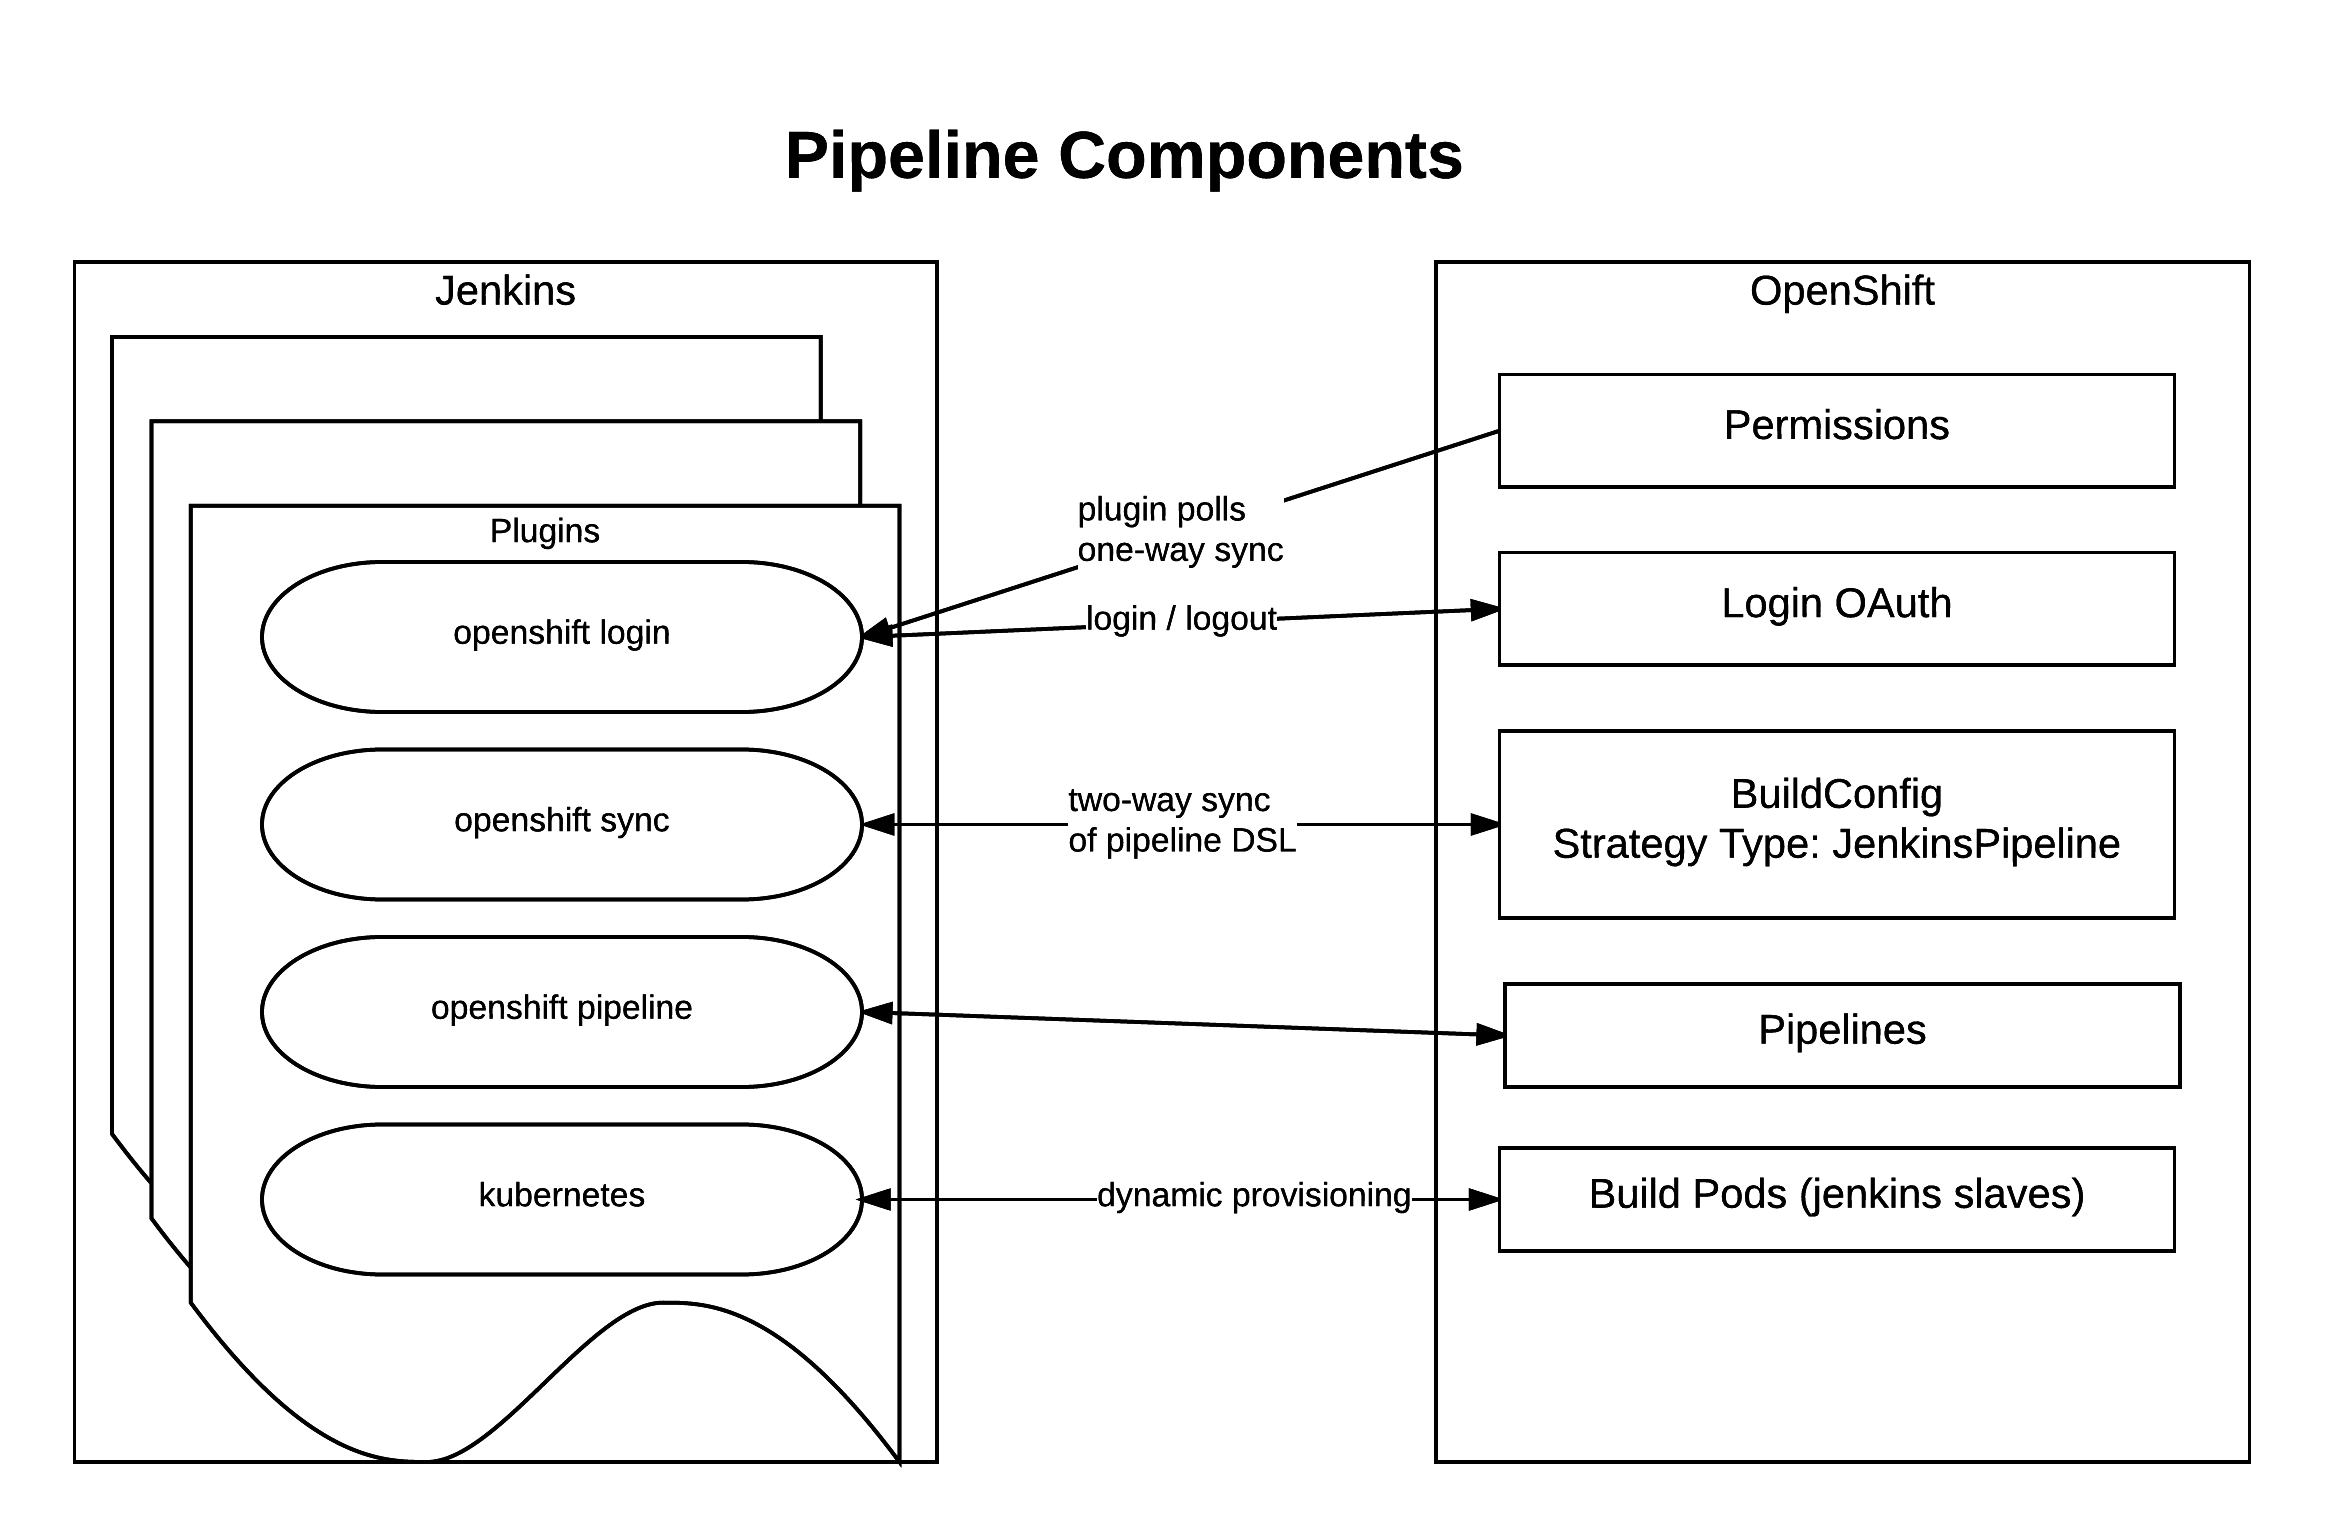 Pipeline Components
Jenkins
Plugins
openshift login
openshift sync
openshift pipeline
kubernetes
plugin polls
one-way sync
login / logout
two-way sync
of pipeline DSL
dynamic provisioning
OpenShift
Permissions
Login OAuth
BuildConfig
Strategy Type: JenkinsPipeline
Pipelines
Build Pods (jenkins slaves)